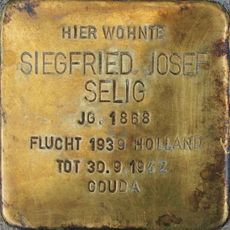 HIER WOHNTE
SIEGFRIED JOSEF
SELIG
JG. 1868
FLUCHT 1939 HOLLAND
TOT 30.9.1942
GOUDA